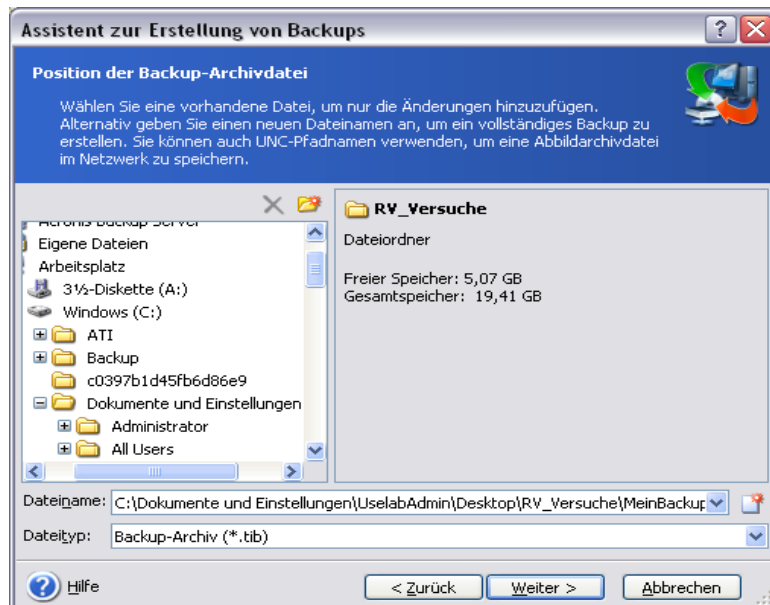 Assistent zur Erstellung von Backups
Position der Backup-Archivdatei
Wählen Sie eine vorhandene Datei, um nur die Änderungen hinzuzufügen.
Alternativ geben Sie einen neuen Dateinamen an, um ein vollständiges Backup zu
erstellen. Sie können auch UNC-Pfadnamen verwenden, um eine Abbildarchivdatei
im Netzwerk zu speichern.
Acronis Backup Server
Eigene Dateien
Arbeitsplatz
3½-Diskette (A:)
Windows (C:)
ATI
Backup
c0397b1d45fb6d86e9
Dokumente und Einstellungen
Administrator
All Users
RV_Versuche
Dateiordner
Freier Speicher: 5,07 GB
Gesamtspeicher: 19,41 GB
Dateiname: C:\Dokumente und Einstellungen\UselabAdmin\Desktop\RV_Versuche\MeinBackup
Dateityp: Backup-Archiv (*.tib)
Hilfe
< Zurück
Weiter >
Abbrechen